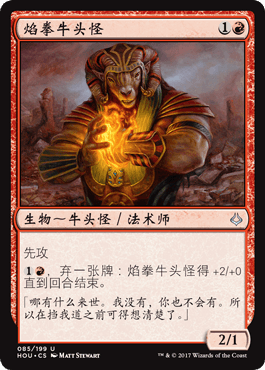 焰拳牛头怪 1
生物～牛头怪 / 法术师
先攻
1，弃一张牌：焰拳牛头怪得 +2/+0
直到回合结束。
「哪有什么来世。我没有，你也不会有。所
以在挡我道之前可得想清楚了。」
2/1
085/199 U
HOU • CS MATT STEWART
™ & © 2017 Wizards of the Coast